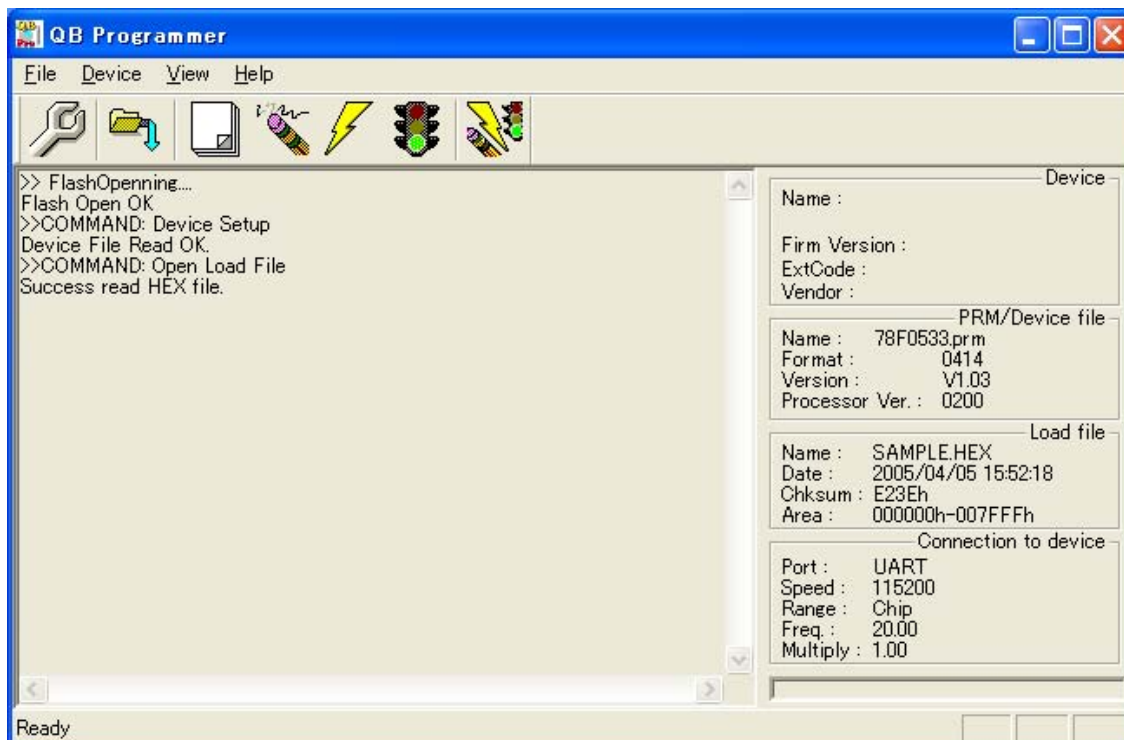 QB Programmer
File Device View Help
>> FlashOpenning....
Flash Open OK
>>COMMAND: Device Setup
Device File Read OK.
>>COMMAND: Open Load File
Success read HEX file.
Device
Name :
Firm Version :
ExtCode :
Vendor :
PRM/Device file
Name : 78F0533.prm
Format : 0414
Version : V1.03
Processor Ver. : 0200
Load file
Name : SAMPLE.HEX
Date : 2005/04/05 15:52:18
Chksum : E23Eh
Area : 000000h-007FFFh
Connection to device
Port : UART
Speed : 115200
Range : Chip
Freq. : 20.00
Multiply : 1.00
Ready